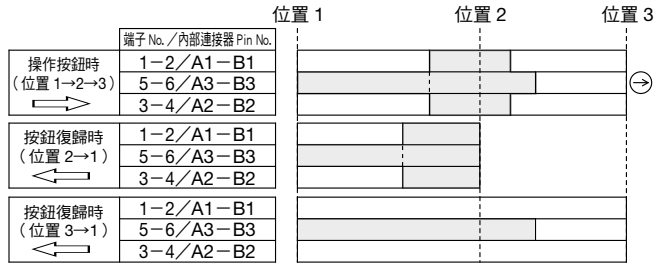 位置 1 位置 2 位置 3
端子 No.／內部連接器 Pin No.
操作按鈕時
（位置 1→2→3）
1－2／A1－B1
5－6／A3－B3
3－4／A2－B2
按鈕復歸時
（位置 2→1）
1－2／A1－B1
5－6／A3－B3
3－4／A2－B2
按鈕復歸時
（位置 3→1）
1－2／A1－B1
5－6／A3－B3
3－4／A2－B2